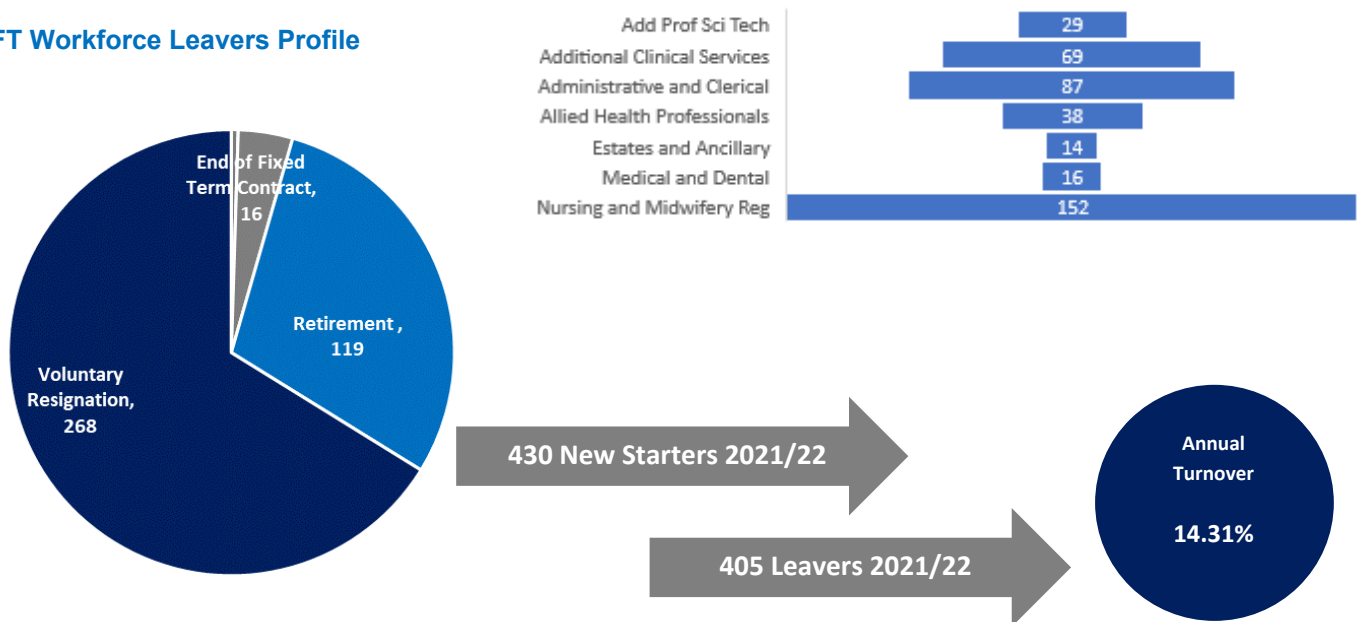 FT Workforce Leavers Profile
Add Prof Sci Tech 29
Additional Clinical Services 69
Administrative and Clerical 87
Allied Health Professionals 38
Estates and Ancillary 14
Medical and Dental 16
Nursing and Midwifery Reg 152
End of Fixed
Term Contract,
16
Retirement ,
119
Voluntary
Resignation,
268
430 New Starters 2021/22
405 Leavers 2021/22
Annual
Turnover
14.31%